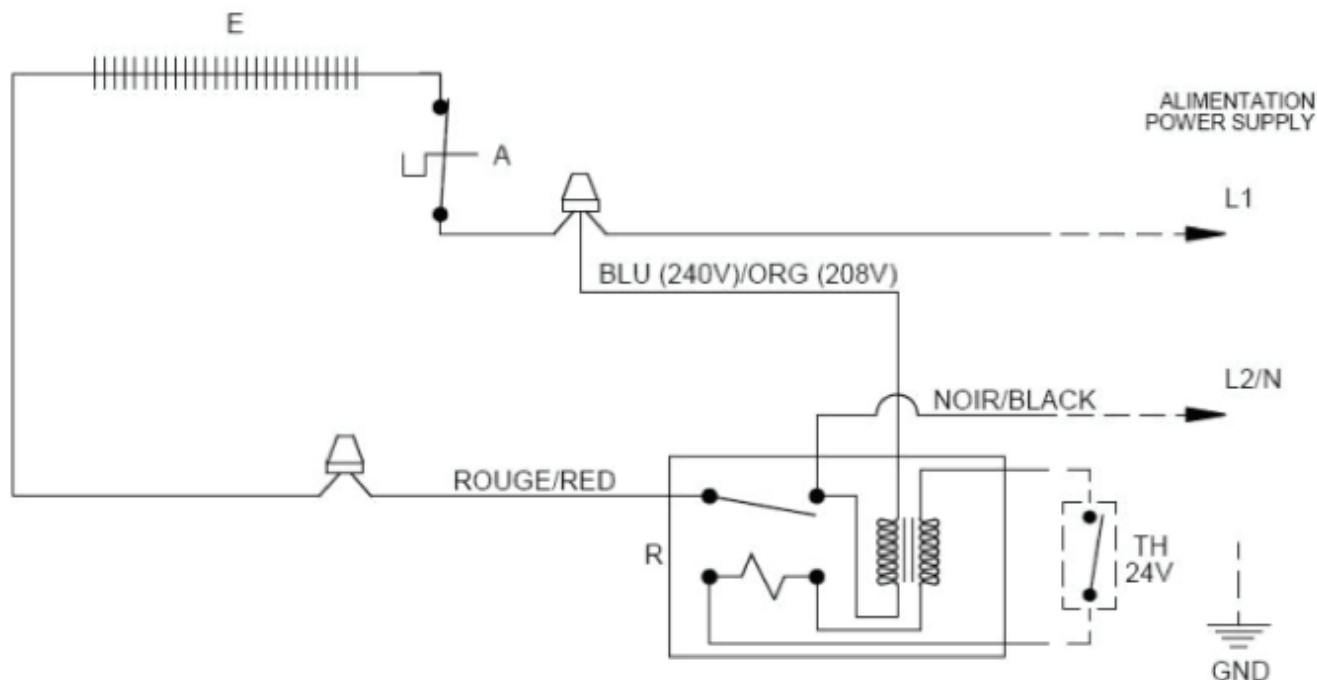 E
ALIMENTATION
POWER SUPPLY
A
L1
BLU (240V)/ORG (208V)
L2/N
NOIR/BLACK
ROUGE/RED
R
TH
24V
GND